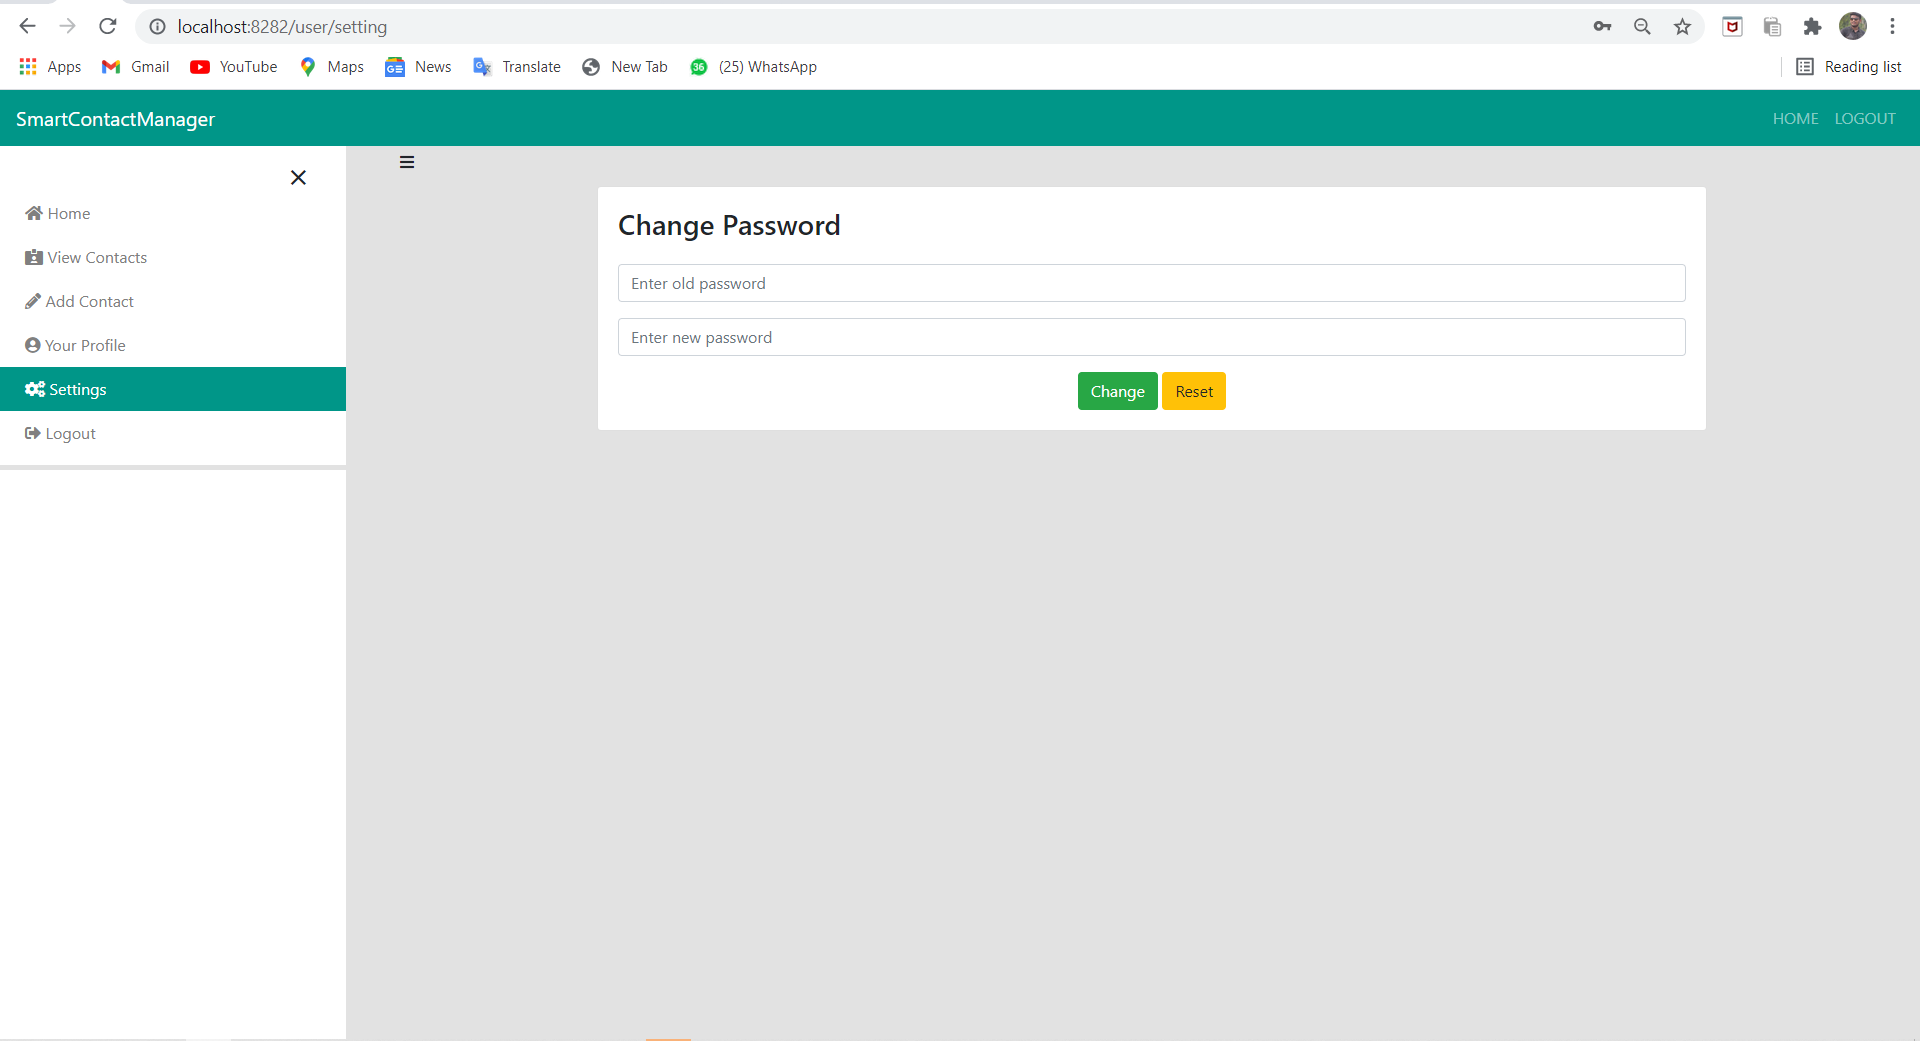 localhost:8282/user/setting
Apps Gmail YouTube Maps News Translate New Tab 36 (25) WhatsApp Reading list
SmartContactManager HOME LOGOUT
Home
View Contacts
Add Contact
Your Profile
Settings
Logout
Change Password
Enter old password
Enter new password
Change Reset